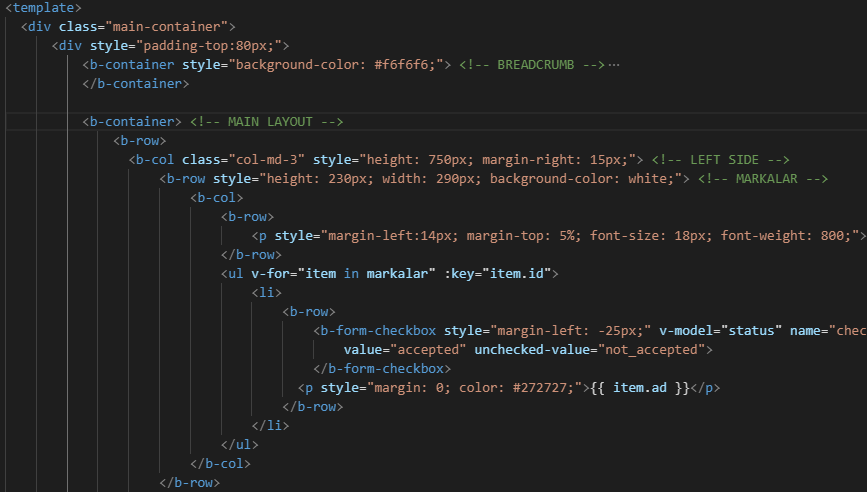 <template>
<div class="main-container">
<div style="padding-top:80px;">
<b-container style="background-color: #f6f6f6;"> <!-- BREADCRUMB -->···
</b-container>
<b-container> <!-- MAIN LAYOUT -->
<b-row>
<b-col class="col-md-3" style="height: 750px; margin-right: 15px;"> <!-- LEFT SIDE -->
<b-row style="height: 230px; width: 290px; background-color: white;"> <!-- MARKALAR -->
<b-col>
<b-row>
<p style="margin-left:14px; margin-top: 5%; font-size: 18px; font-weight: 800;">
</b-row>
<ul v-for="item in markalar" :key="item.id">
<li>
<b-row>
<b-form-checkbox style="margin-left: -25px;" v-model="status" name="chec
value="accepted" unchecked-value="not_accepted">
</b-form-checkbox>
<p style="margin: 0; color: #272727;">{{ item.ad }}</p>
</b-row>
</li>
</ul>
</b-col>
</b-row>